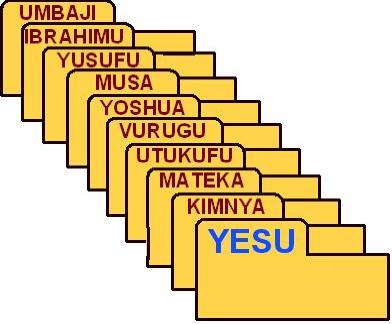 UMBAJI
IBRAHIMU
YUSUFU
MUSA
YOSHUA
VURUGU
UTUKUFU
MATEKA
KIMNYA
YESU